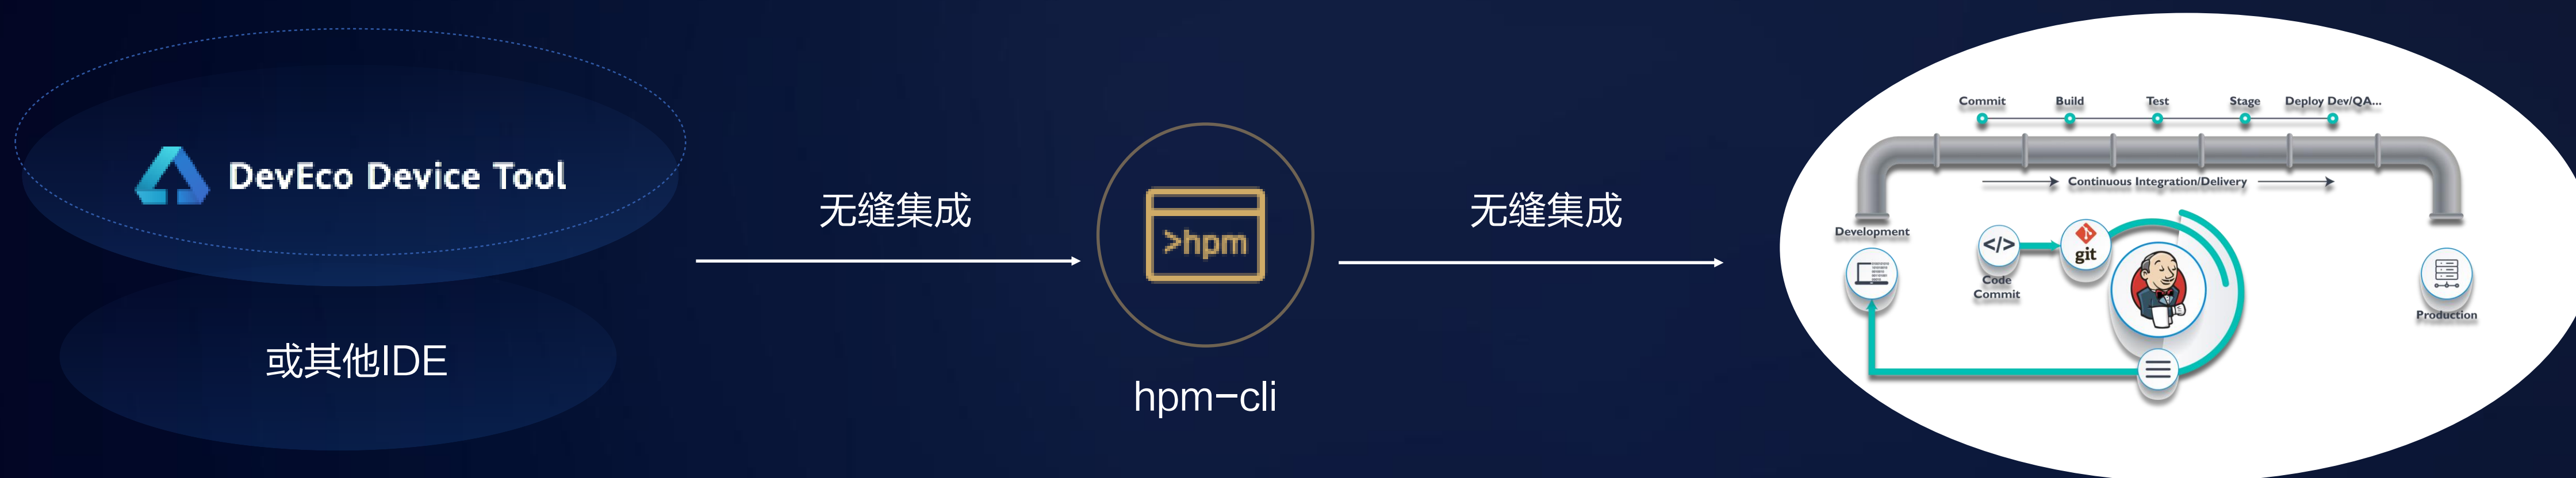 DevEco Device Tool
或其他IDE
无缝集成
>hpm
hpm-cli
无缝集成
Commit
Build
Test
Stage
Deploy Dev/QA...
Continuous Integration/Delivery
Development
</>
Code
Commit
git
Production